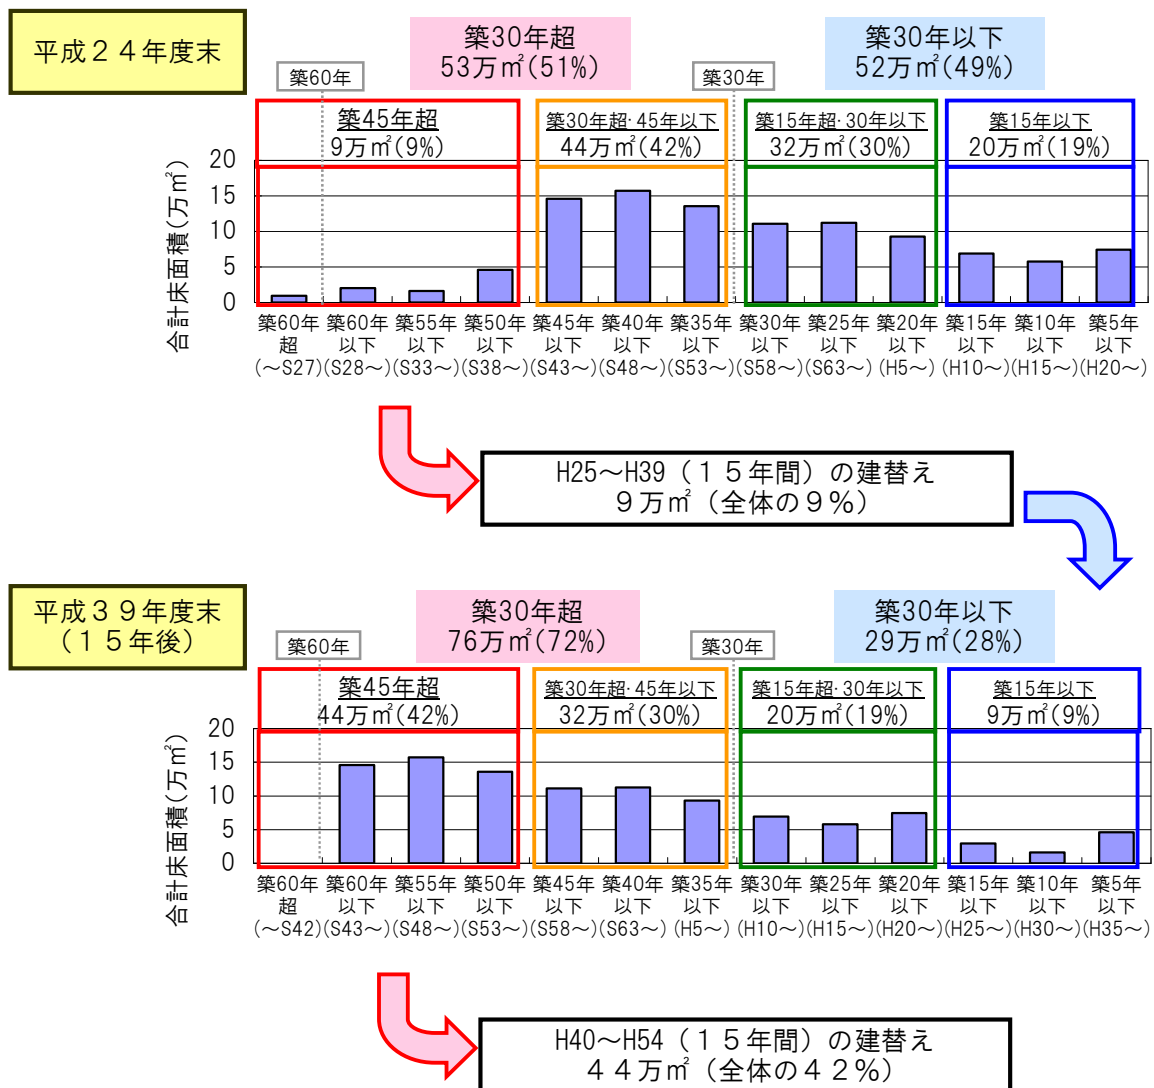 平成２４年度末
築30年超
53万㎡(51%)
築30年以下
52万㎡(49%)
築60年
築30年
築45年超
9万㎡(9%)
築30年超･45年以下
44万㎡(42%)
築15年超･30年以下
32万㎡(30%)
築15年以下
20万㎡(19%)
合計床面積(万㎡)
20
15
10
5
0
築60年 築60年 築55年 築50年 築45年 築40年 築35年 築30年 築25年 築20年 築15年 築10年 築5年
超 以下 以下 以下 以下 以下 以下 以下 以下 以下 以下 以下 以下
(～S27)(S28～)(S33～)(S38～)(S43～)(S48～)(S53～)(S58～)(S63～)(H5～)(H10～)(H15～)(H20～)
H25～H39（１５年間）の建替え
９万㎡（全体の９％）
平成３９年度末
（１５年後）
築30年超
76万㎡(72%)
築30年以下
29万㎡(28%)
築60年
築30年
築45年超
44万㎡(42%)
築30年超･45年以下
32万㎡(30%)
築15年超･30年以下
20万㎡(19%)
築15年以下
9万㎡(9%)
合計床面積(万㎡)
20
15
10
5
0
築60年 築60年 築55年 築50年 築45年 築40年 築35年 築30年 築25年 築20年 築15年 築10年 築5年
超 以下 以下 以下 以下 以下 以下 以下 以下 以下 以下 以下 以下
(～S42)(S43～)(S48～)(S53～)(S58～)(S63～)(H5～)(H10～)(H15～)(H20～)(H25～)(H30～)(H35～)
H40～H54（１５年間）の建替え
４４万㎡（全体の４２％）